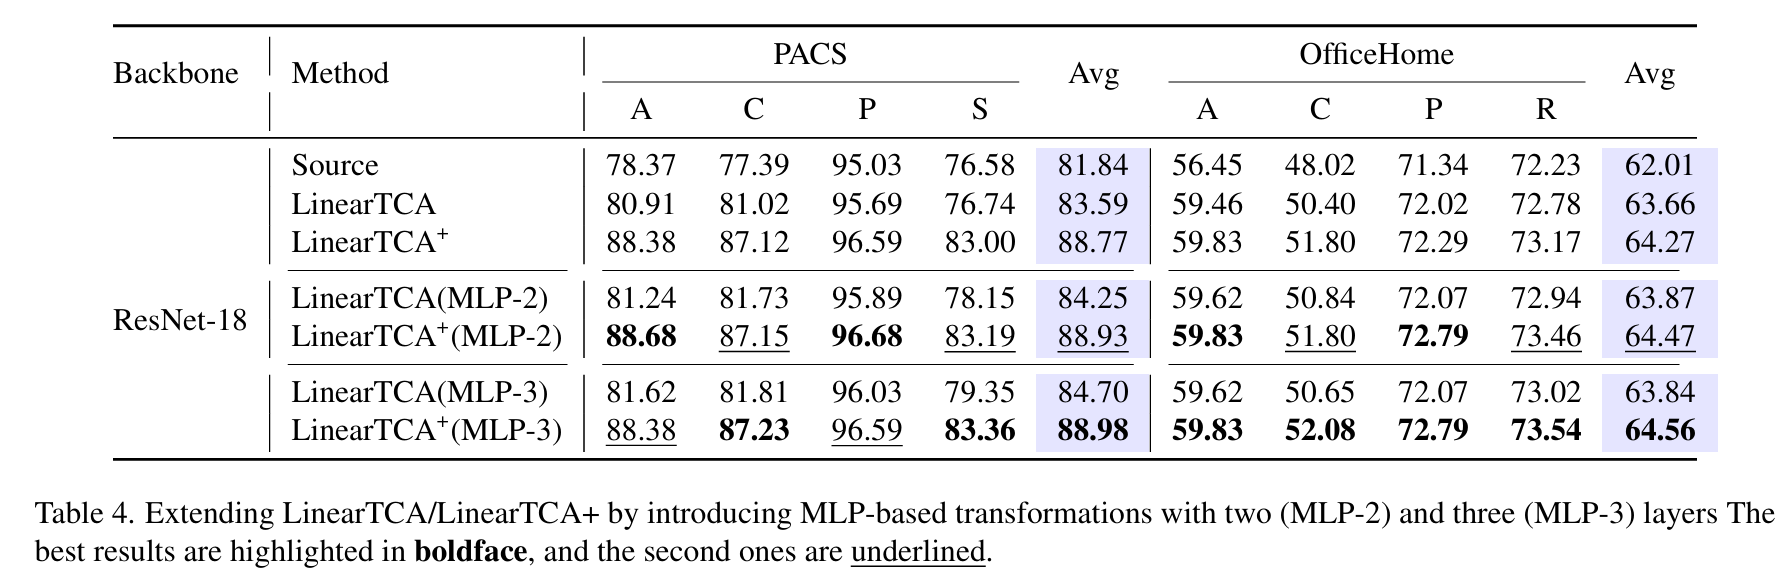 Backbone Method PACS Avg OfficeHome Avg
A C P S A C P R
Source 78.37 77.39 95.03 76.58 81.84 56.45 48.02 71.34 72.23 62.01
LinearTCA 80.91 81.02 95.69 76.74 83.59 59.46 50.40 72.02 72.78 63.66
LinearTCA+ 88.38 87.12 96.59 83.00 88.77 59.83 51.80 72.29 73.17 64.27
ResNet-18
LinearTCA(MLP-2) 81.24 81.73 95.89 78.15 84.25 59.62 50.84 72.07 72.94 63.87
LinearTCA+(MLP-2) 88.68 87.15 96.68 83.19 88.93 59.83 51.80 72.79 73.46 64.47
LinearTCA(MLP-3) 81.62 81.81 96.03 79.35 84.70 59.62 50.65 72.07 73.02 63.84
LinearTCA+(MLP-3) 88.38 87.23 96.59 83.36 88.98 59.83 52.08 72.79 73.54 64.56
Table 4. Extending LinearTCA/LinearTCA+ by introducing MLP-based transformations with two (MLP-2) and three (MLP-3) layers The
best results are highlighted in boldface, and the second ones are underlined.